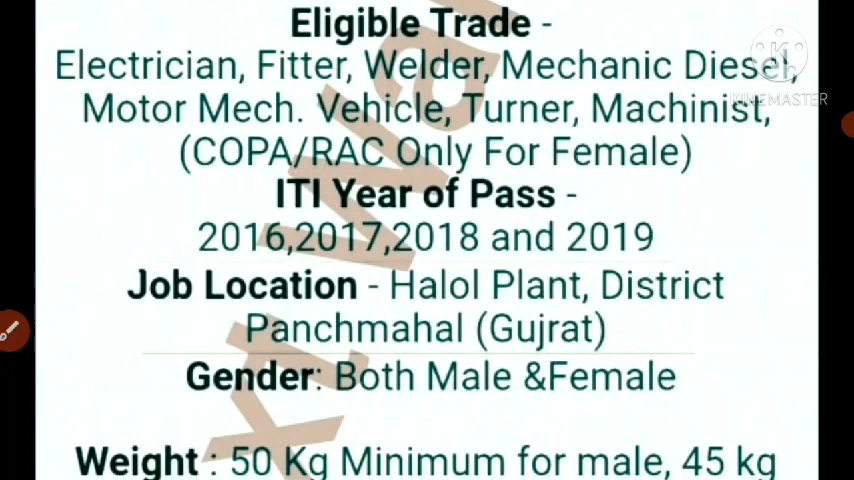 Eligible Trade -
Electrician, Fitter, Welder, Mechanic Diesel,
Motor Mech. Vehicle, Turner, Machinist,
(COPA/RAC Only For Female)
ITI Year of Pass -
2016,2017,2018 and 2019
Job Location - Halol Plant, District
Panchmahal (Gujrat)
Gender: Both Male &Female
Weight : 50 Kg Minimum for male, 45 kg
KINEMASTER